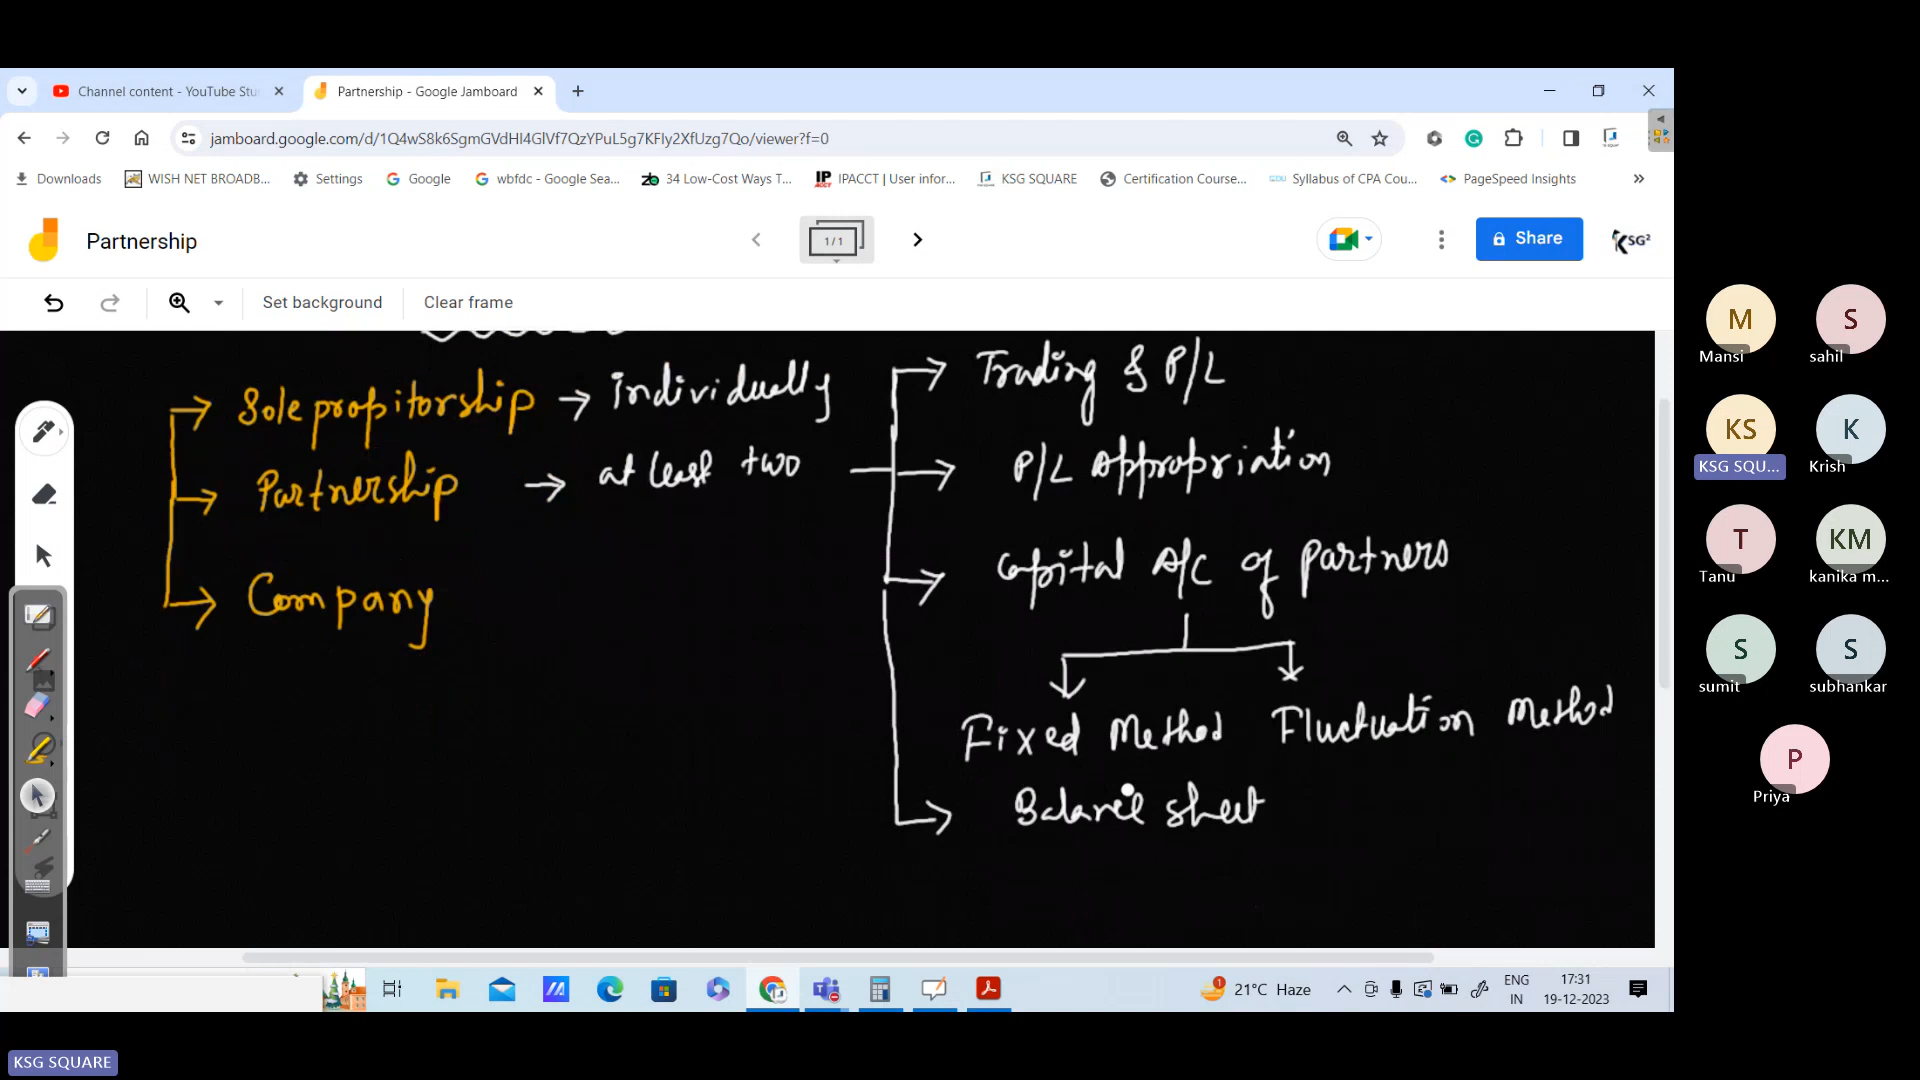 Channel content - YouTube Stu
Partnership - Google Jamboard
jamboard.google.com/d/1Q4wS8k6SgmGVdHI4GlVf7QzYPuL5g7KFIy2XfUzg7Qo/viewer?f=0
Downloads
WISH NET BROADB...
Settings
Google
wbfdc - Google Sea...
34 Low-Cost Ways T...
IPACCT | User infor...
KSG SQUARE
Certification Course...
Syllabus of CPA Cou...
PageSpeed Insights
Partnership
1/1
Share
KSG²
Set background
Clear frame
Sole propitorship → individually
Partnership → at least two
Company
Trading & P/L
P/L Appropriation
Capital A/C of partners
Fixed Method
Fluctuation Method
Balance sheet
M
Mansi
S
sahil
KS
KSG SQU...
K
Krish
T
Tanu
KM
kanika m...
S
sumit
S
subhankar
P
Priya
1
21°C Haze
ENG
IN
17:31
19-12-2023
KSG SQUARE